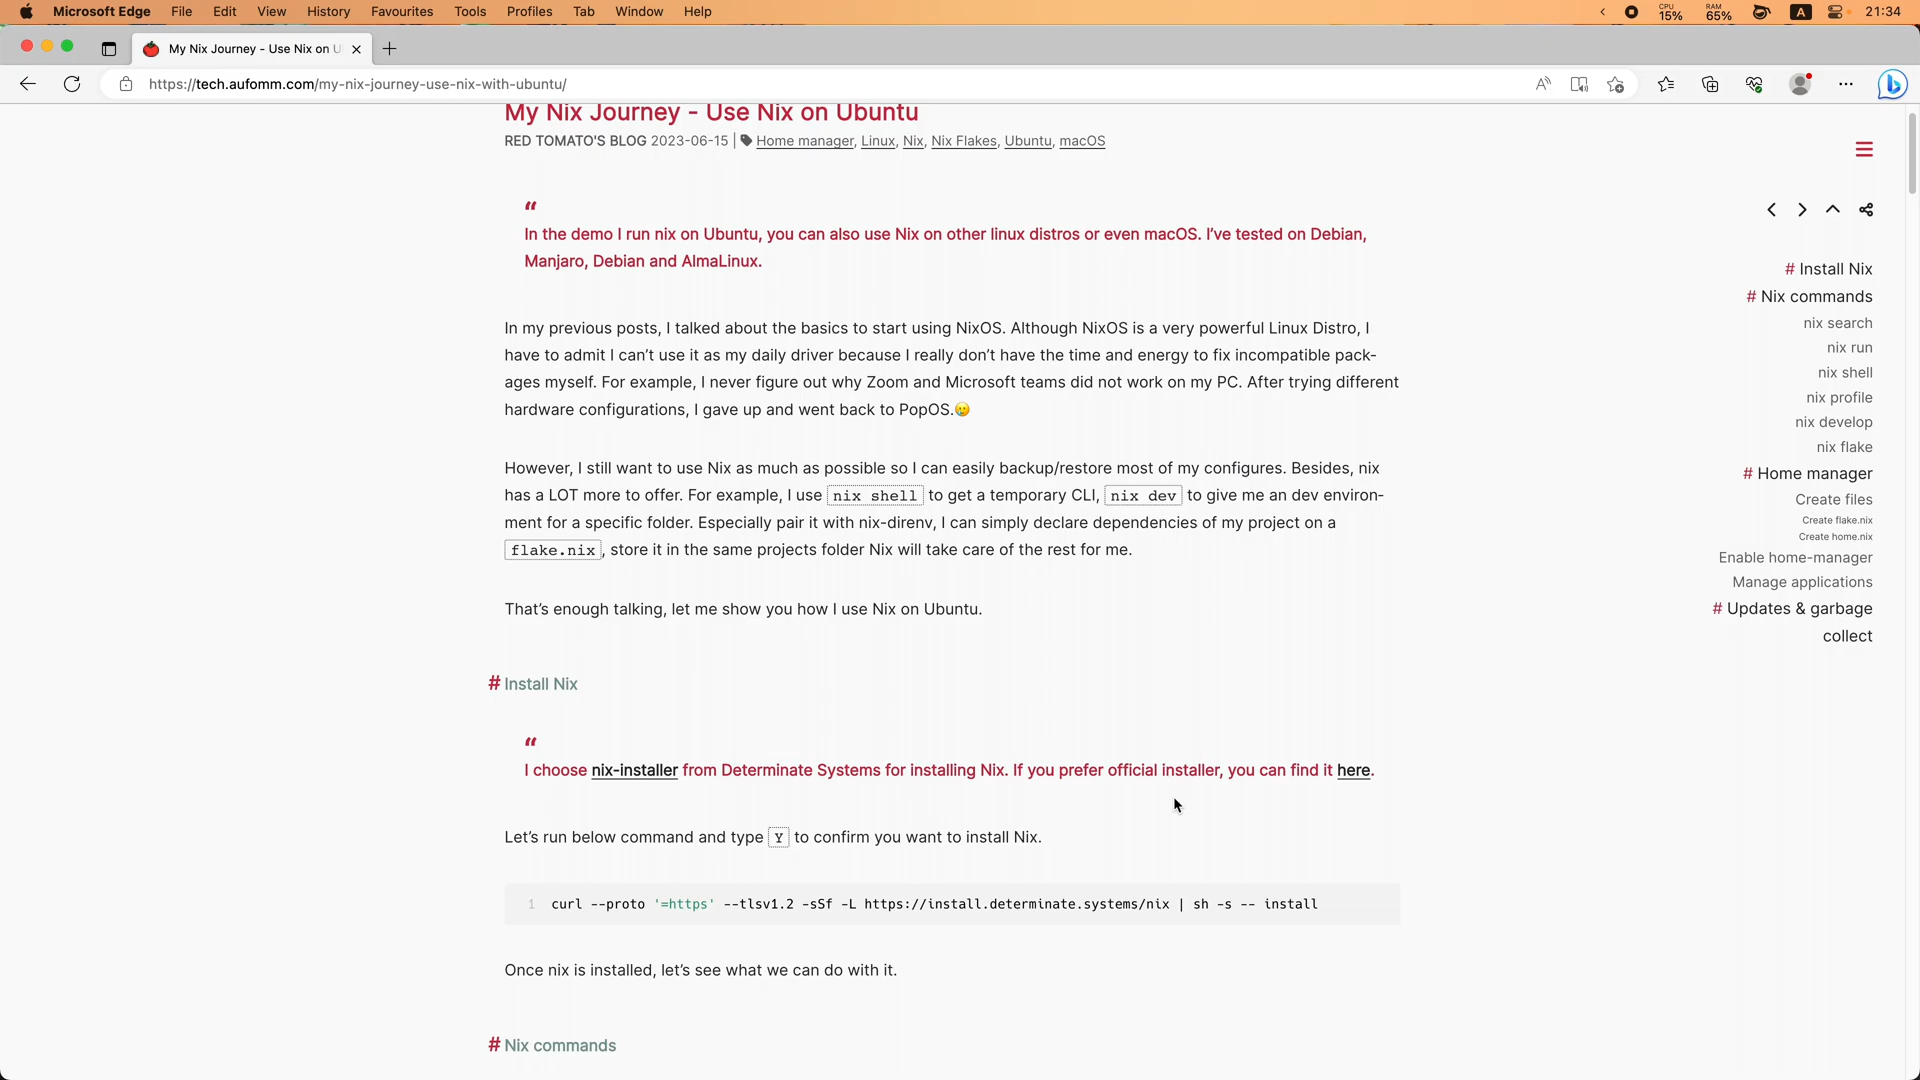 Microsoft Edge File Edit View History Favourites Tools Profiles Tab Window Help
CPU 15% RAM 65% A 21:34
My Nix Journey - Use Nix on U
https://tech.aufomm.com/my-nix-journey-use-nix-with-ubuntu/
My Nix Journey - Use Nix on Ubuntu
RED TOMATO'S BLOG 2023-06-15 | Home manager, Linux, Nix, Nix Flakes, Ubuntu, macOS
“
In the demo I run nix on Ubuntu, you can also use Nix on other linux distros or even macOS. I’ve tested on Debian,
Manjaro, Debian and AlmaLinux.
In my previous posts, I talked about the basics to start using NixOS. Although NixOS is a very powerful Linux Distro, I
have to admit I can’t use it as my daily driver because I really don’t have the time and energy to fix incompatible pack-
ages myself. For example, I never figure out why Zoom and Microsoft teams did not work on my PC. After trying different
hardware configurations, I gave up and went back to PopOS.🥲
However, I still want to use Nix as much as possible so I can easily backup/restore most of my configures. Besides, nix
has a LOT more to offer. For example, I use nix shell to get a temporary CLI, nix dev to give me an dev environ-
ment for a specific folder. Especially pair it with nix-direnv, I can simply declare dependencies of my project on a
flake.nix, store it in the same projects folder Nix will take care of the rest for me.
That’s enough talking, let me show you how I use Nix on Ubuntu.
# Install Nix
“
I choose nix-installer from Determinate Systems for installing Nix. If you prefer official installer, you can find it here.
Let’s run below command and type Y to confirm you want to install Nix.
1 curl --proto '=https' --tlsv1.2 -sSf -L https://install.determinate.systems/nix | sh -s -- install
Once nix is installed, let’s see what we can do with it.
# Nix commands
# Install Nix
# Nix commands
nix search
nix run
nix shell
nix profile
nix develop
nix flake
# Home manager
Create files
Create flake.nix
Create home.nix
Enable home-manager
Manage applications
# Updates & garbage
collect